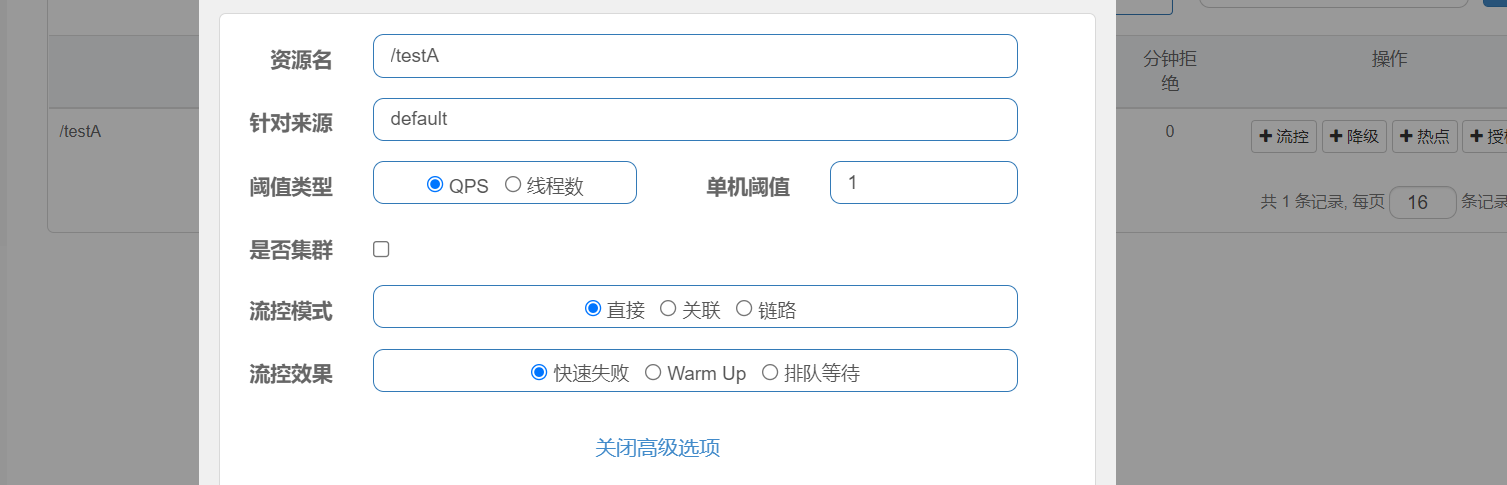 资源名 /testA
针对来源 default
阈值类型 QPS 线程数 单机阈值 1
是否集群
流控模式 直接 关联 链路
流控效果 快速失败 Warm Up 排队等待
关闭高级选项
/testA
分钟拒
绝
操作
0
流控 降级 热点
共 1 条记录, 每页 16 条记录